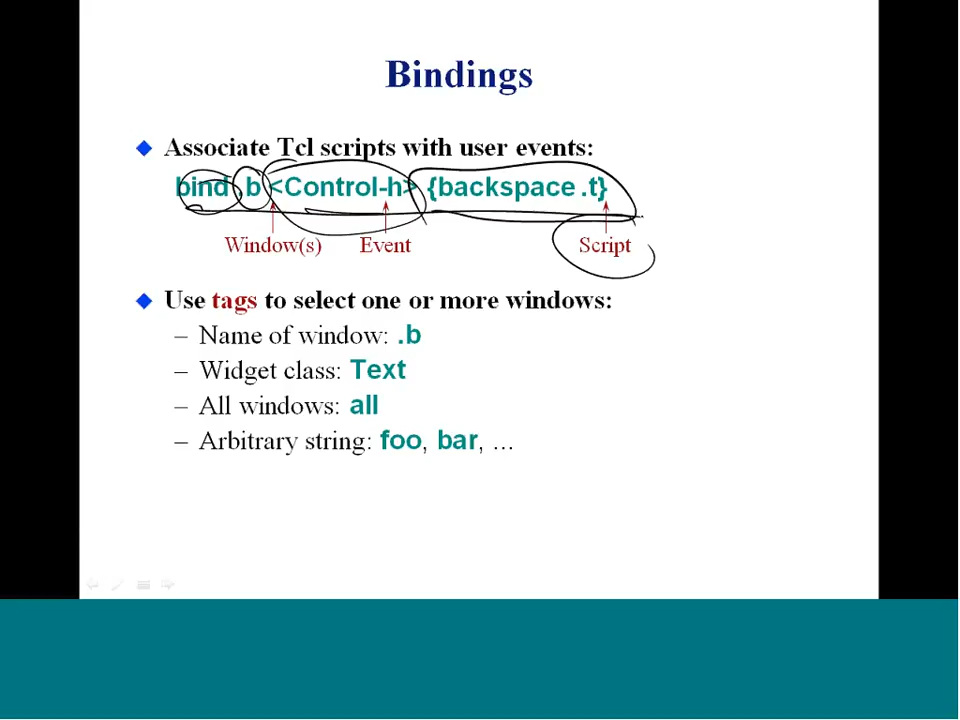 Bindings
Associate Tcl scripts with user events:
bind .b <Control-h> {backspace .t}
Window(s) Event Script
Use tags to select one or more windows:
– Name of window: .b
– Widget class: Text
– All windows: all
– Arbitrary string: foo, bar, ...